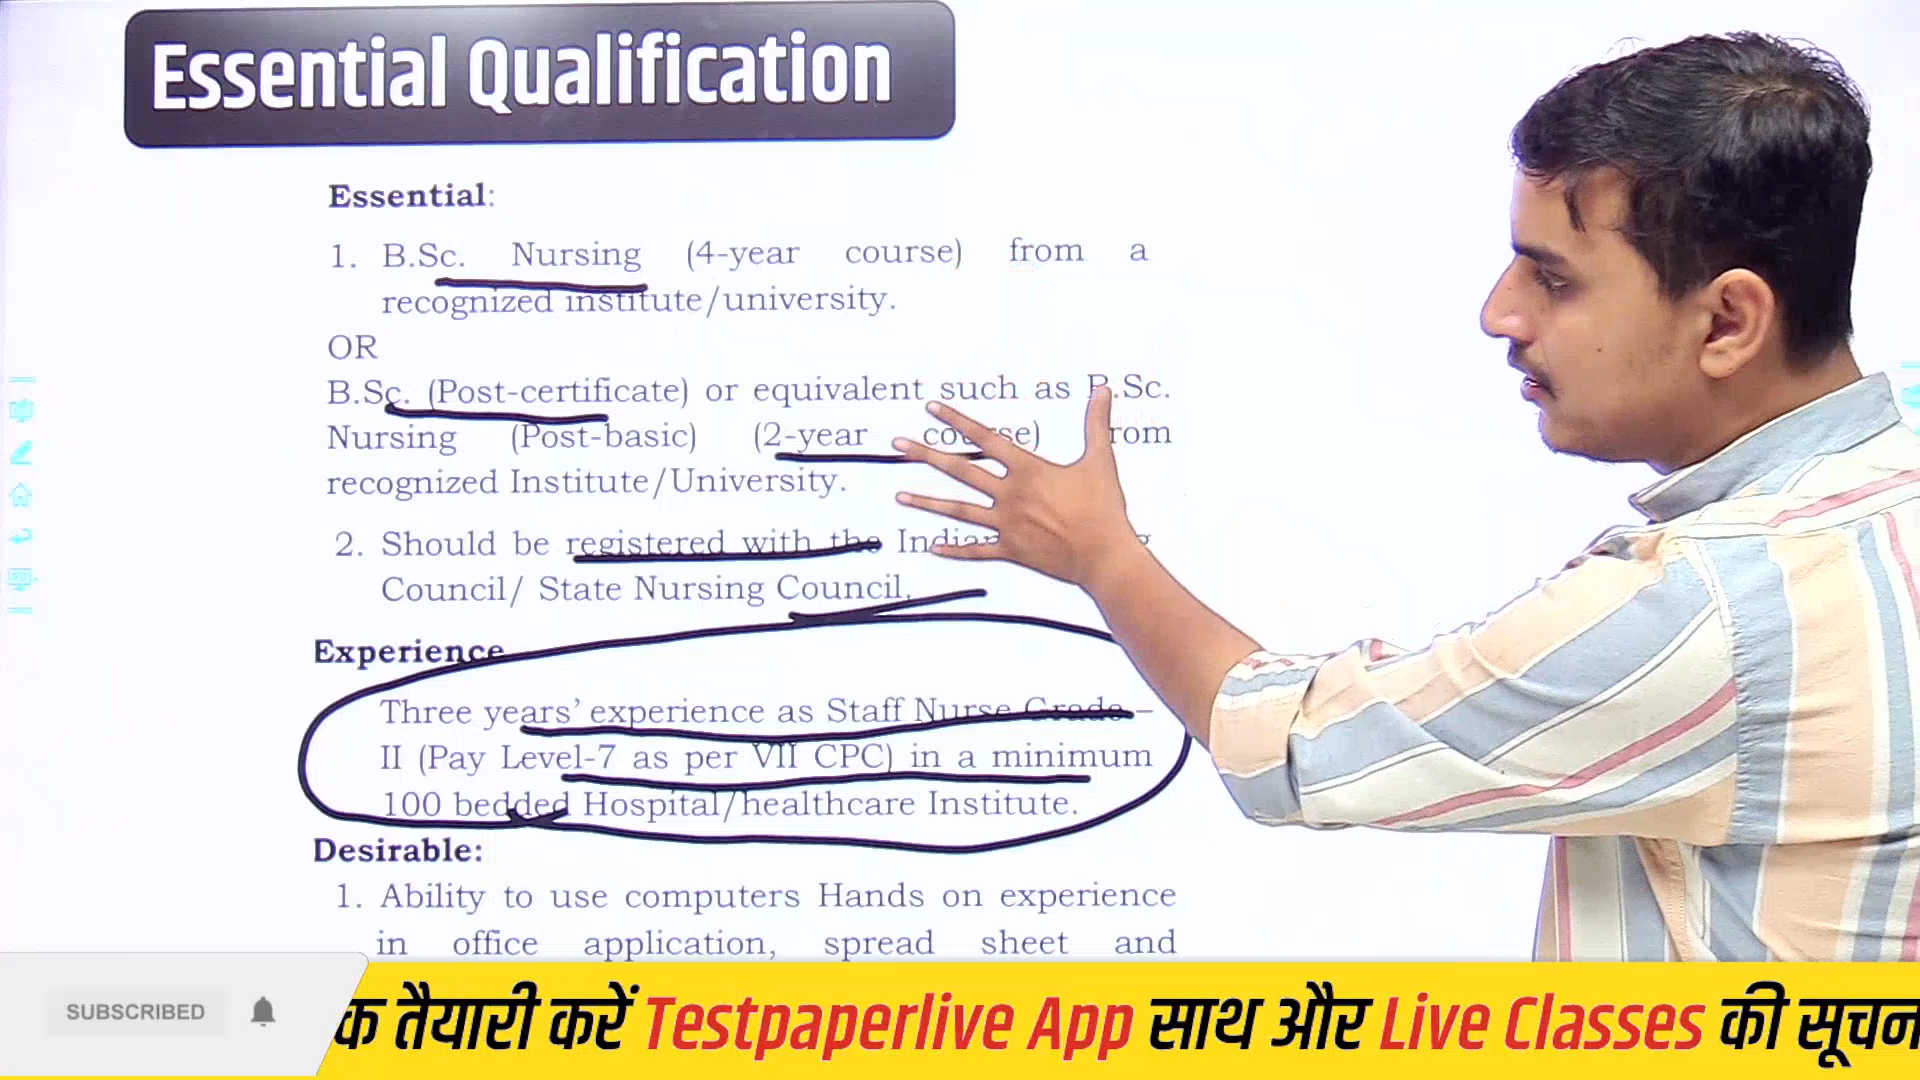 Essential Qualification
Essential:
1. B.Sc. Nursing (4-year course) from a
recognized institute/university.
OR
B.Sc. (Post-certificate) or equivalent such as B.Sc.
Nursing (Post-basic) (2-year course) from
recognized Institute/University.
2. Should be registered with the Indian
Council/ State Nursing Council.
Experience
Three years' experience as Staff Nurse Grade –
II (Pay Level-7 as per VII CPC) in a minimum
100 bedded Hospital/healthcare Institute.
Desirable:
1. Ability to use computers Hands on experience
in office application, spread sheet and
SUBSCRIBED
क तैयारी करें Testpaperlive App साथ और Live Classes की सूचन